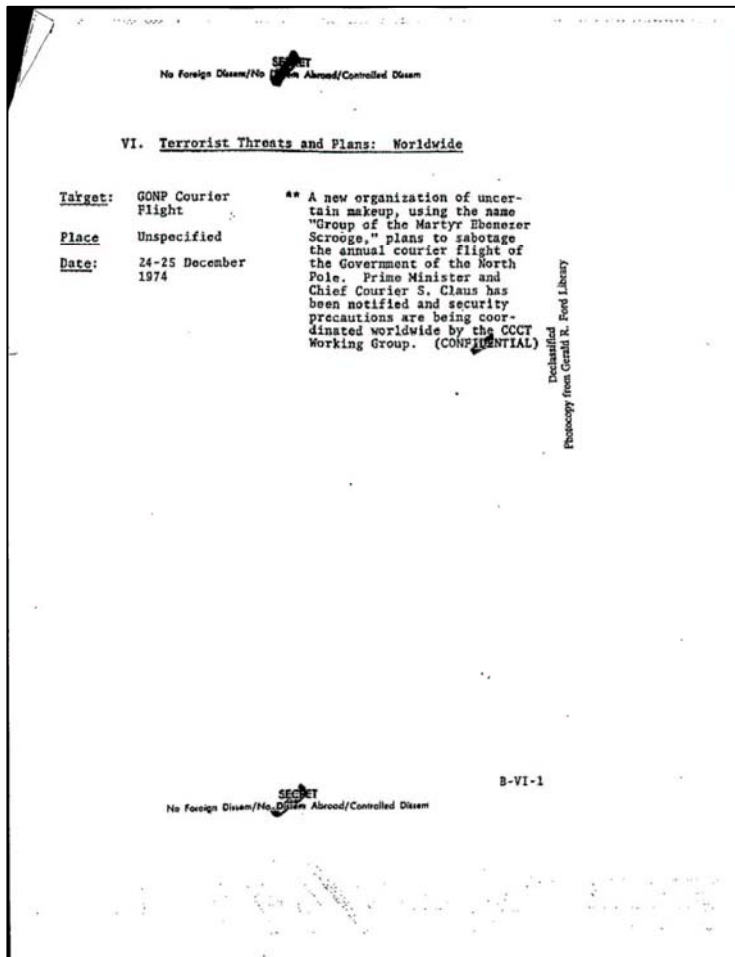 SECRET
No Foreign Dissem/No Dissem Abroad/Controlled Dissem
VI. Terrorist Threats and Plans: Worldwide
Target: GONP Courier
Flight
Place Unspecified
Date: 24-25 December
1974
** A new organization of uncer-
tain makeup, using the name
"Group of the Martyr Ebenezer
Scrooge," plans to sabotage
the annual courier flight of
the Government of the North
Pole. Prime Minister and
Chief Courier S. Claus has
been notified and security
precautions are being coor-
dinated worldwide by the CCCT
Working Group. (CONFIDENTIAL)
Declassified
Photocopy from Gerald R. Ford Library
B-VI-1
SECRET
No Foreign Dissem/No Dissem Abroad/Controlled Dissem